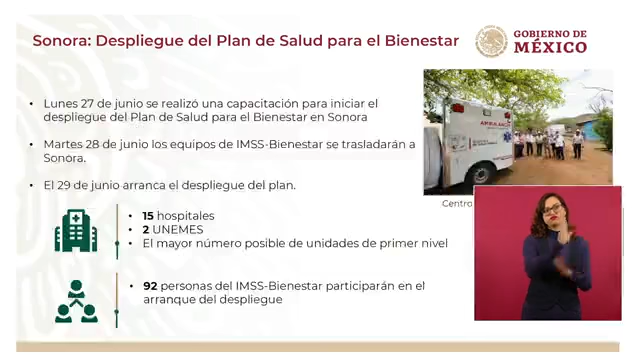 Sonora: Despliegue del Plan de Salud para el Bienestar
GOBIERNO DE
MÉXICO
• Lunes 27 de junio se realizó una capacitación para iniciar el
despliegue del Plan de Salud para el Bienestar en Sonora
• Martes 28 de junio los equipos de IMSS-Bienestar se trasladarán a
Sonora.
• El 29 de junio arranca el despliegue del plan.
AMBULANCIA
Centro
• 15 hospitales
• 2 UNEMES
• El mayor número posible de unidades de primer nivel
• 92 personas del IMSS-Bienestar participarán en el
arranque del despliegue